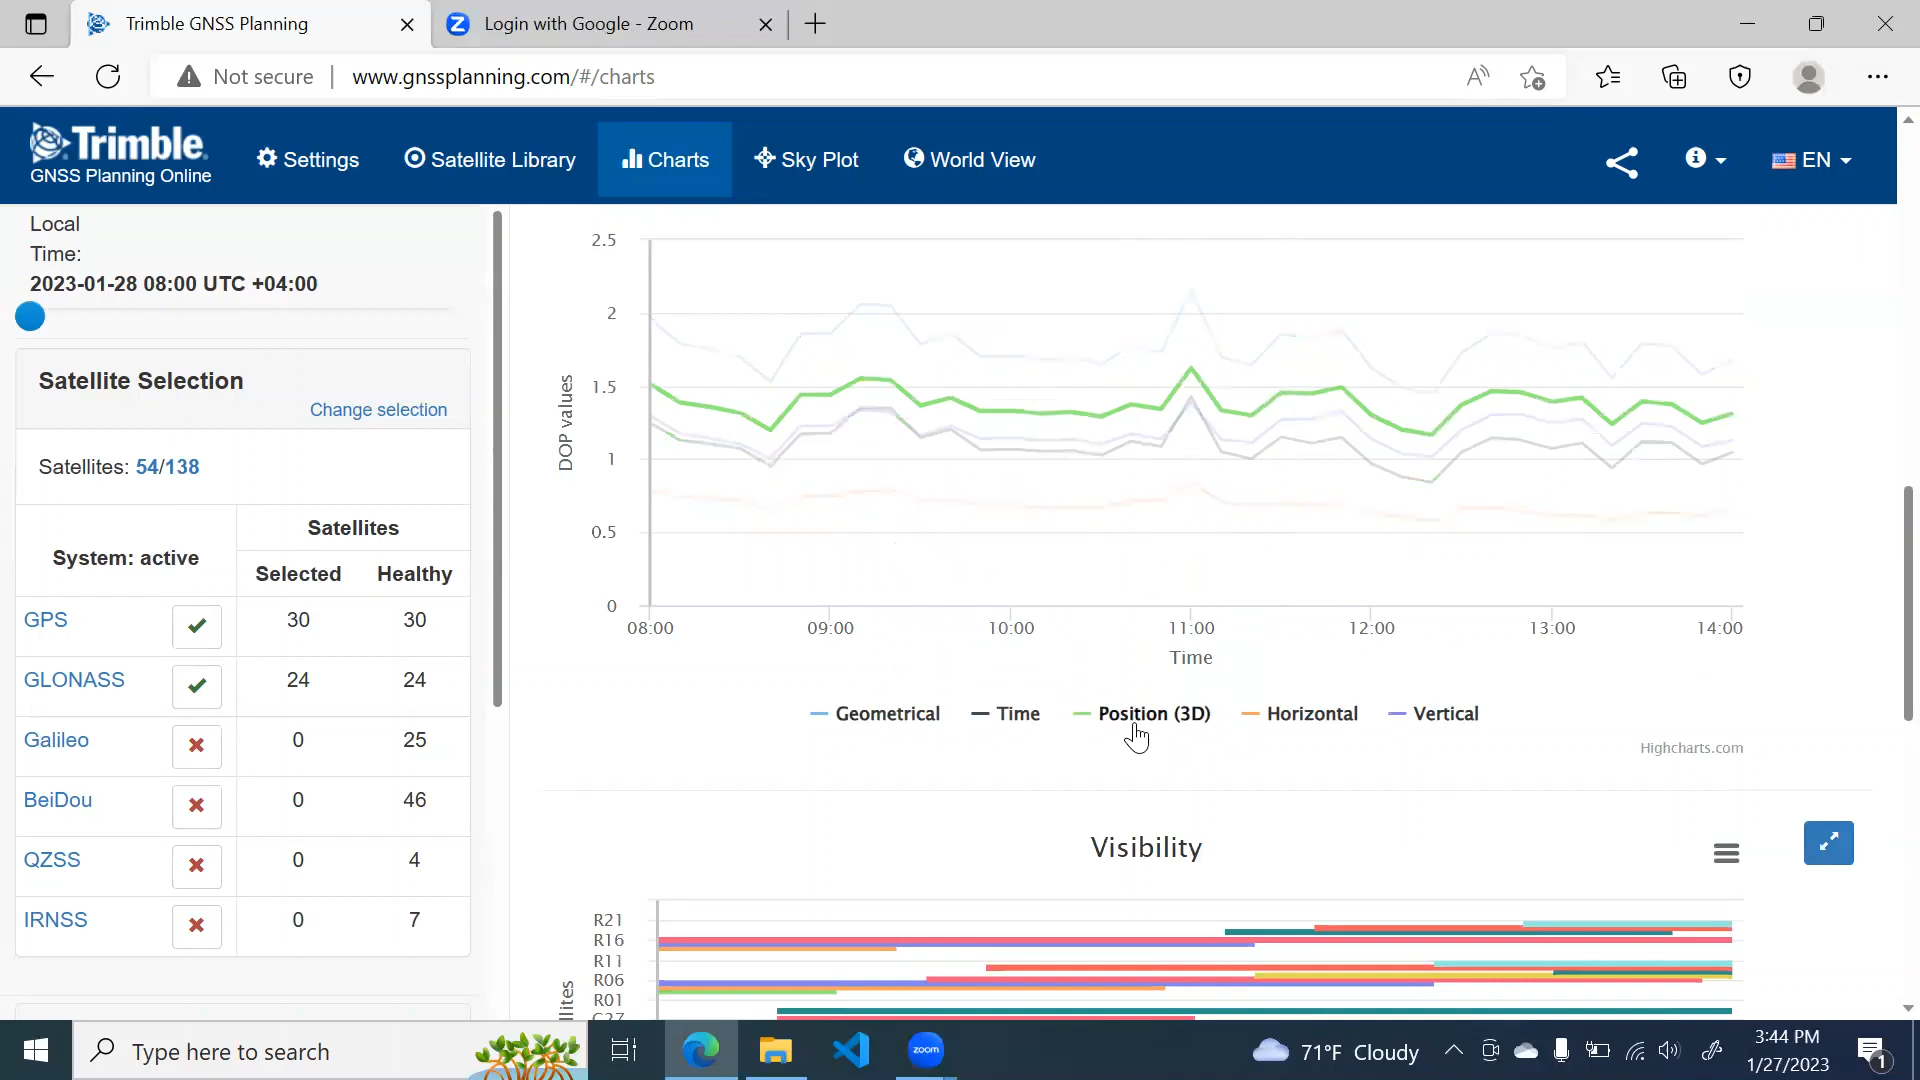 Trimble GNSS Planning
Login with Google - Zoom
Not secure
www.gnssplanning.com/#/charts
Trimble
GNSS Planning Online
Settings
Satellite Library
Charts
Sky Plot
World View
EN
Local
Time:
2023-01-28 08:00 UTC +04:00
Satellite Selection
Change selection
Satellites: 54/138
System: active
Satellites
Selected
Healthy
GPS 30 30
GLONASS 24 24
Galileo 0 25
BeiDou 0 46
QZSS 0 4
IRNSS 0 7
2.5
2
1.5
1
0.5
0
DOP values
08:00 09:00 10:00 11:00 12:00 13:00 14:00
Time
Geometrical Time Position (3D) Horizontal Vertical
Highcharts.com
Visibility
R21
R16
R11
R06
R01
Type here to search
zoom
71°F Cloudy
3:44 PM
1/27/2023
1